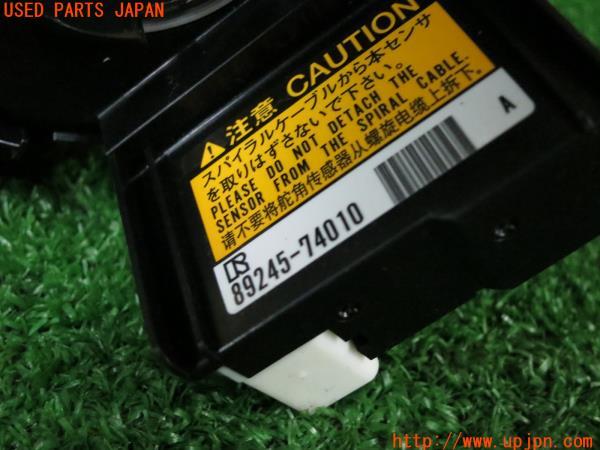 USED PARTS JAPAN
注意 CAUTION
スパイラルケーブルから本センサ
を取りはずさないで下さい。
PLEASE DO NOT DETACH THE
SENSOR FROM THE SPIRAL CABLE.
请不要将舵角传感器从螺旋电缆上拆下.
A
89245-74010
http://www.upjpn.com/